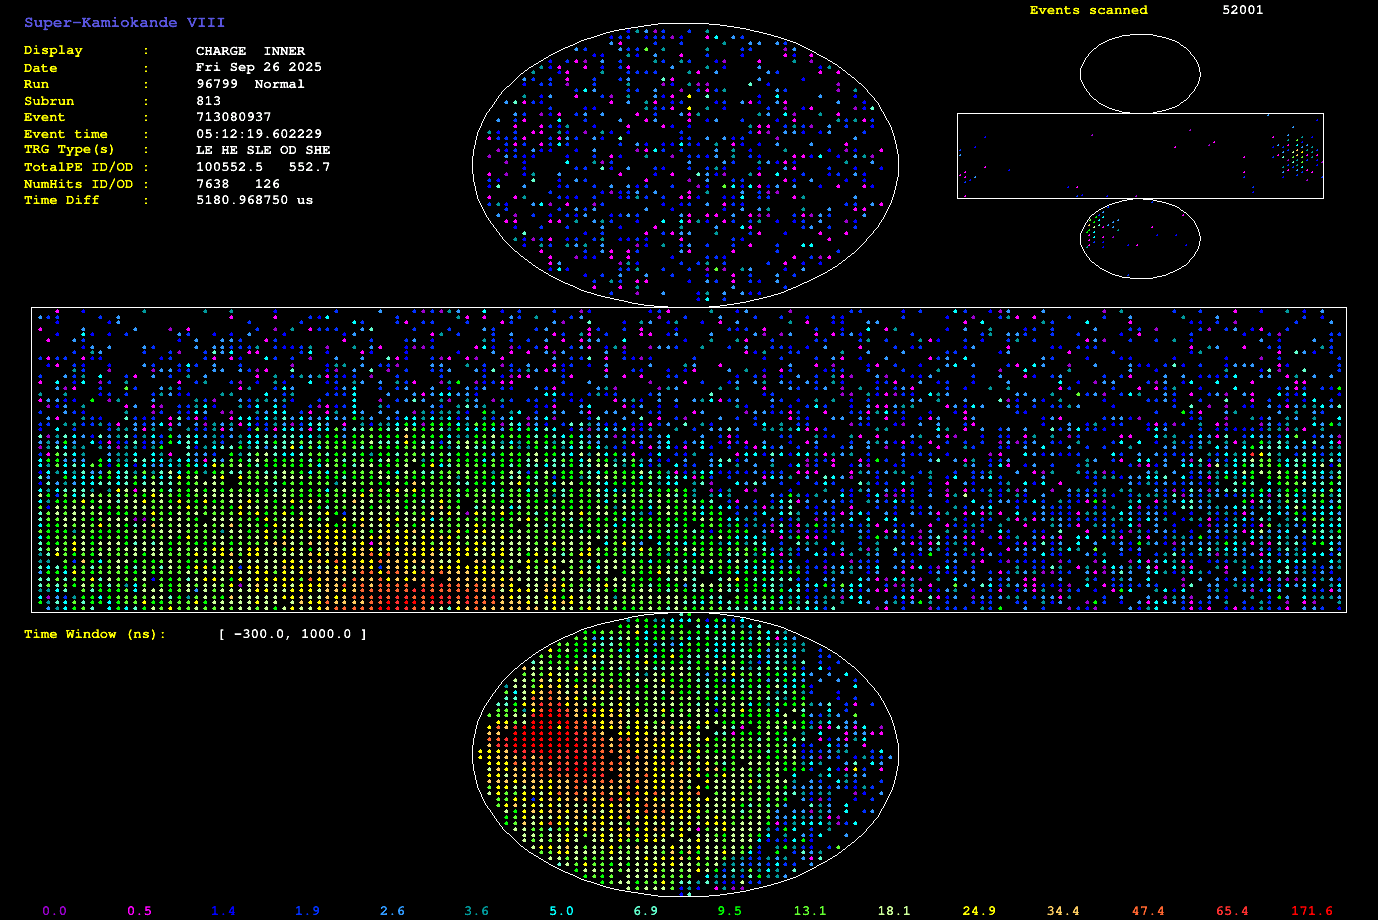 Super-Kamiokande VIII
Events scanned 52001
Display : CHARGE INNER
Date : Fri Sep 26 2025
Run : 96799 Normal
Subrun : 813
Event : 713080937
Event time : 05:12:19.602229
TRG Type(s) : LE HE SLE OD SHE
TotalPE ID/OD : 100552.5 552.7
NumHits ID/OD : 7638 126
Time Diff : 5180.968750 us
Time Window (ns): [ -300.0, 1000.0 ]
0.0 0.5 1.4 1.9 2.6 3.6 5.0 6.9 9.5 13.1 18.1 24.9 34.4 47.4 65.4 171.6